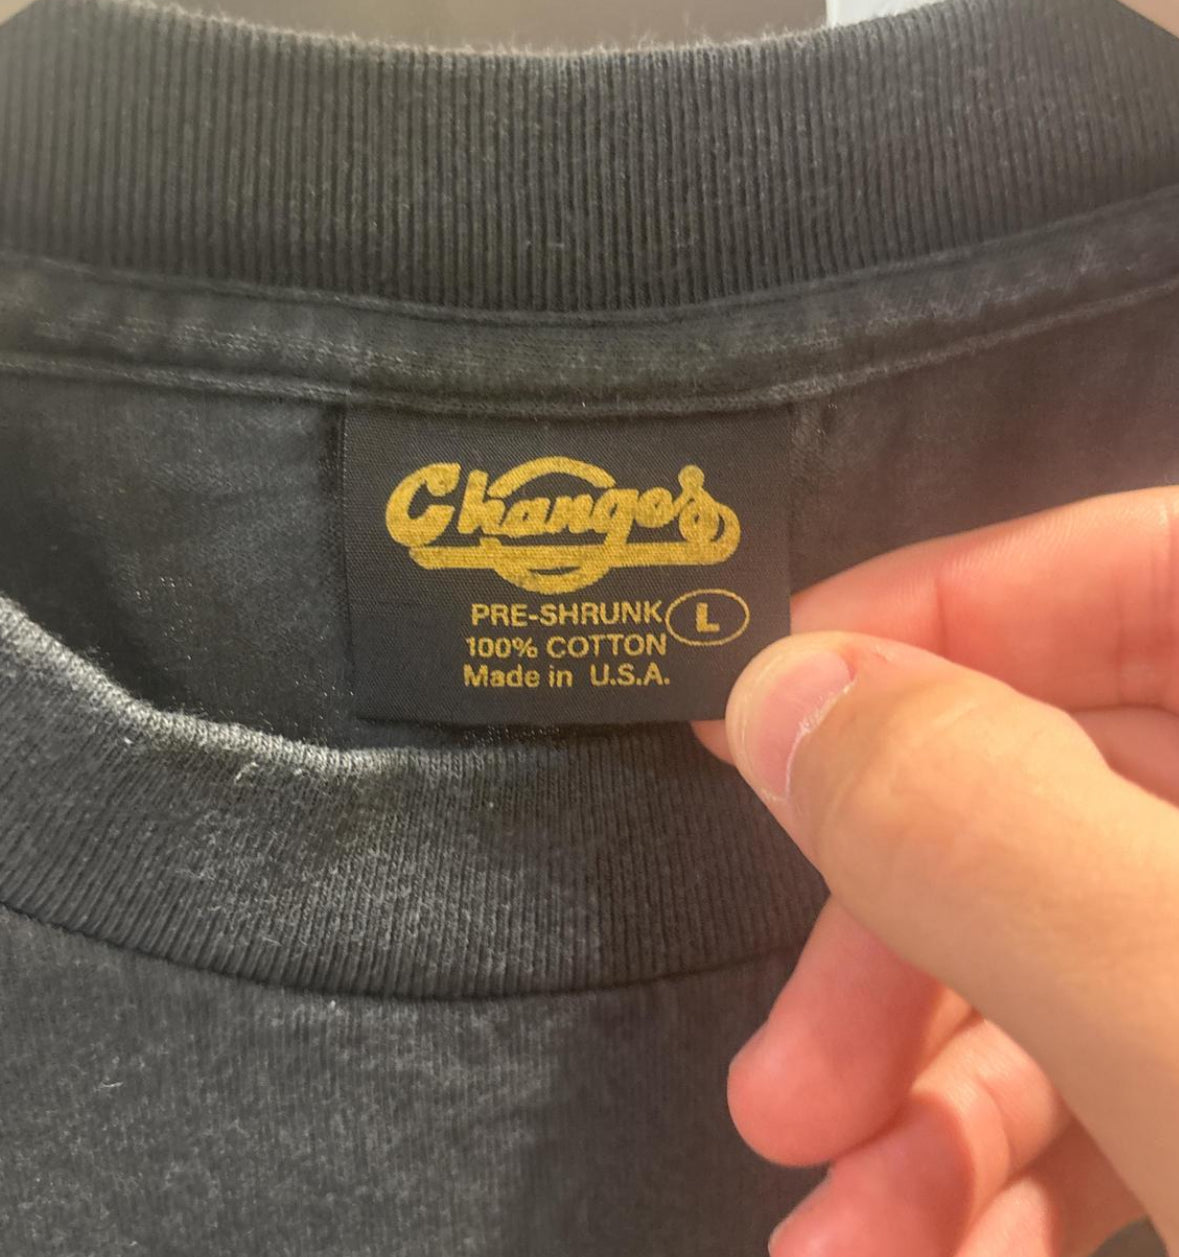 Changes
PRE-SHRUNK L
100% COTTON
Made in U.S.A.